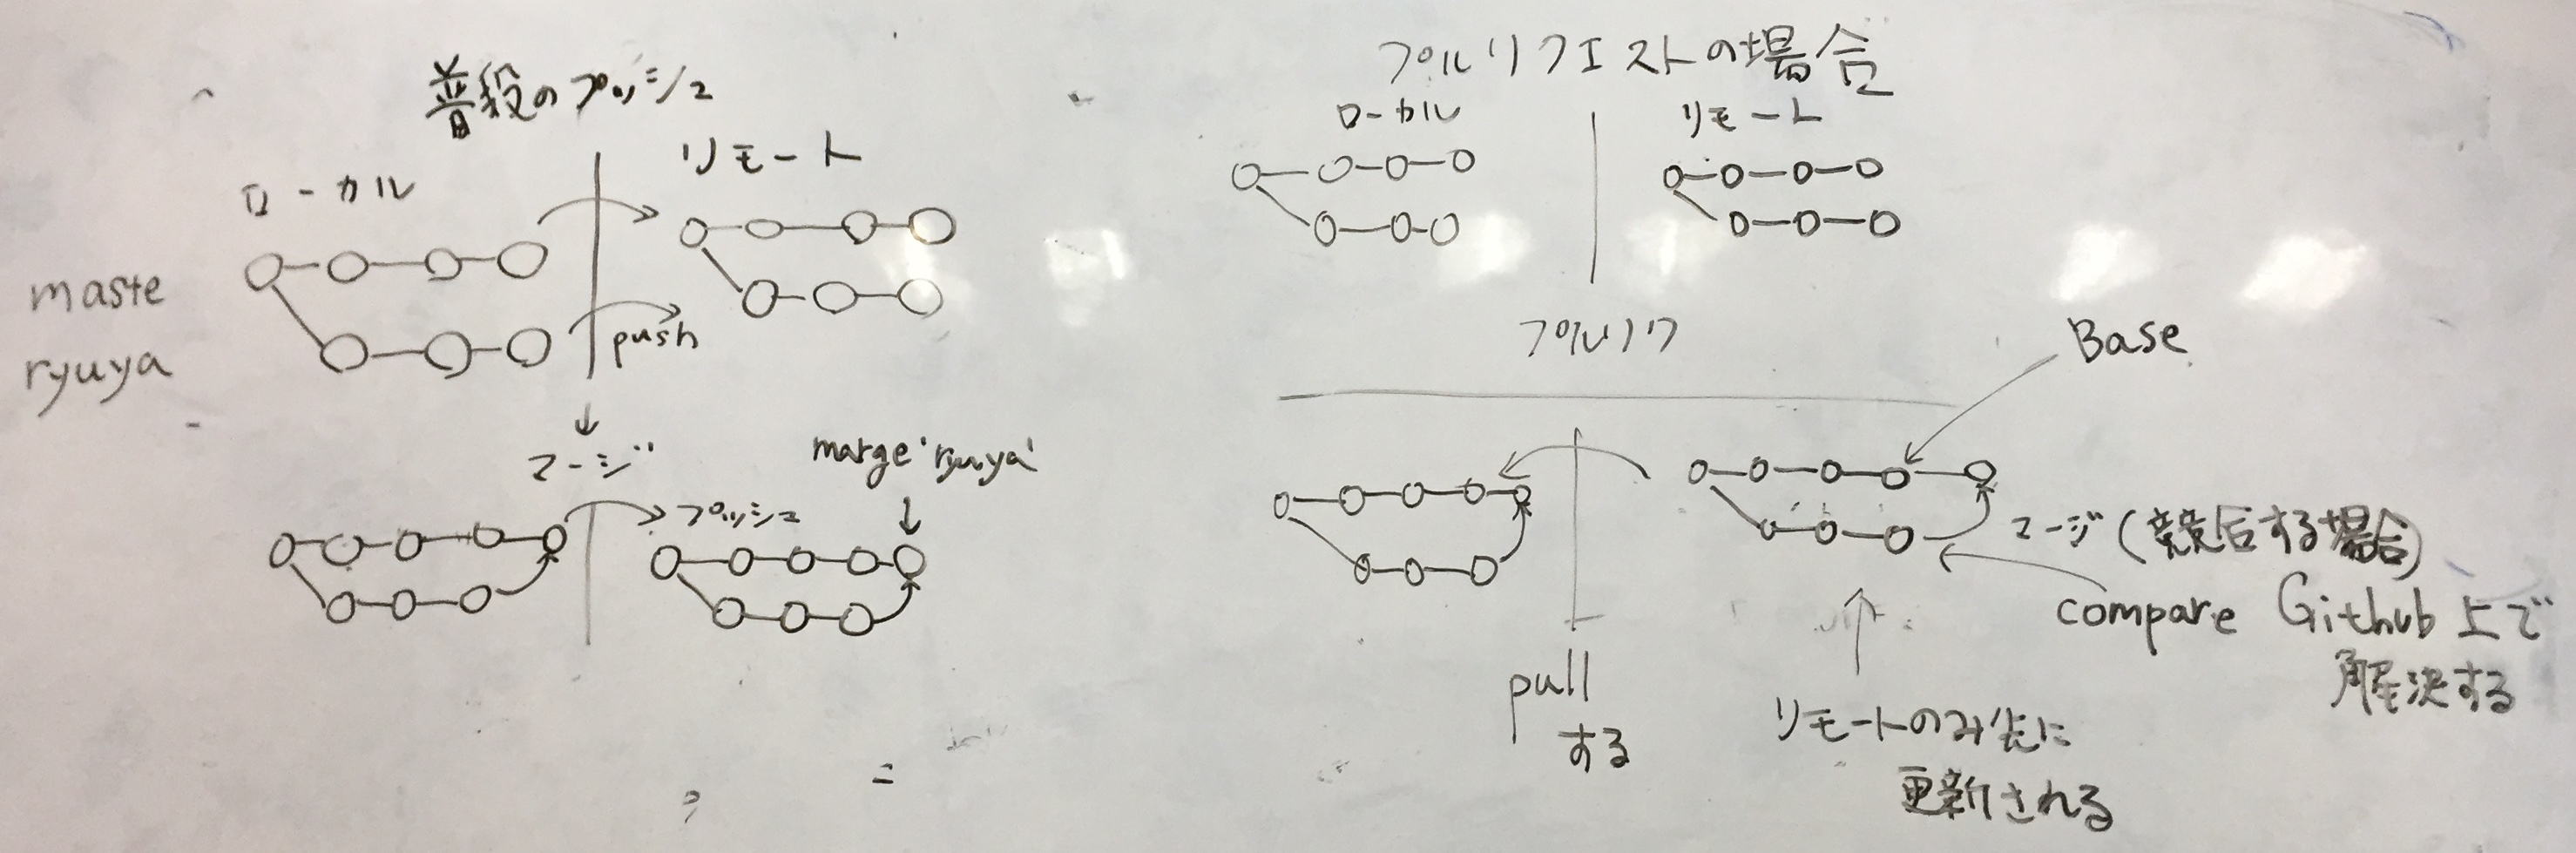 普段のプッシュ
ローカル
リモート
maste
ryuya
push
マージ
marge 'ryuya'
プッシュ
プルリクエストの場合
ローカル
リモート
プルリク
Base
マージ(競合する場合)
compare
Github上で
解決する
pull
する
リモートのみ先に
更新される